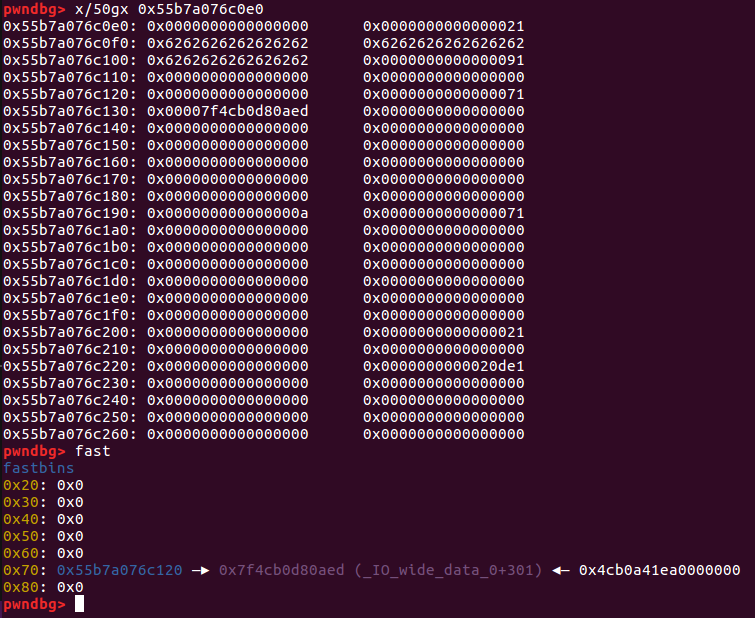 pwndbg> x/50gx 0x55b7a076c0e0
0x55b7a076c0e0: 0x0000000000000000 0x0000000000000021
0x55b7a076c0f0: 0x6262626262626262 0x6262626262626262
0x55b7a076c100: 0x6262626262626262 0x0000000000000091
0x55b7a076c110: 0x0000000000000000 0x0000000000000000
0x55b7a076c120: 0x0000000000000000 0x0000000000000071
0x55b7a076c130: 0x00007f4cb0d80aed 0x0000000000000000
0x55b7a076c140: 0x0000000000000000 0x0000000000000000
0x55b7a076c150: 0x0000000000000000 0x0000000000000000
0x55b7a076c160: 0x0000000000000000 0x0000000000000000
0x55b7a076c170: 0x0000000000000000 0x0000000000000000
0x55b7a076c180: 0x0000000000000000 0x0000000000000000
0x55b7a076c190: 0x000000000000000a 0x0000000000000071
0x55b7a076c1a0: 0x0000000000000000 0x0000000000000000
0x55b7a076c1b0: 0x0000000000000000 0x0000000000000000
0x55b7a076c1c0: 0x0000000000000000 0x0000000000000000
0x55b7a076c1d0: 0x0000000000000000 0x0000000000000000
0x55b7a076c1e0: 0x0000000000000000 0x0000000000000000
0x55b7a076c1f0: 0x0000000000000000 0x0000000000000000
0x55b7a076c200: 0x0000000000000000 0x0000000000000021
0x55b7a076c210: 0x0000000000000000 0x0000000000000000
0x55b7a076c220: 0x0000000000000000 0x0000000000020de1
0x55b7a076c230: 0x0000000000000000 0x0000000000000000
0x55b7a076c240: 0x0000000000000000 0x0000000000000000
0x55b7a076c250: 0x0000000000000000 0x0000000000000000
0x55b7a076c260: 0x0000000000000000 0x0000000000000000
pwndbg> fast
fastbins
0x20: 0x0
0x30: 0x0
0x40: 0x0
0x50: 0x0
0x60: 0x0
0x70: 0x55b7a076c120 —▸ 0x7f4cb0d80aed (_IO_wide_data_0+301) ◂— 0x4cb0a41ea0000000
0x80: 0x0
pwndbg>